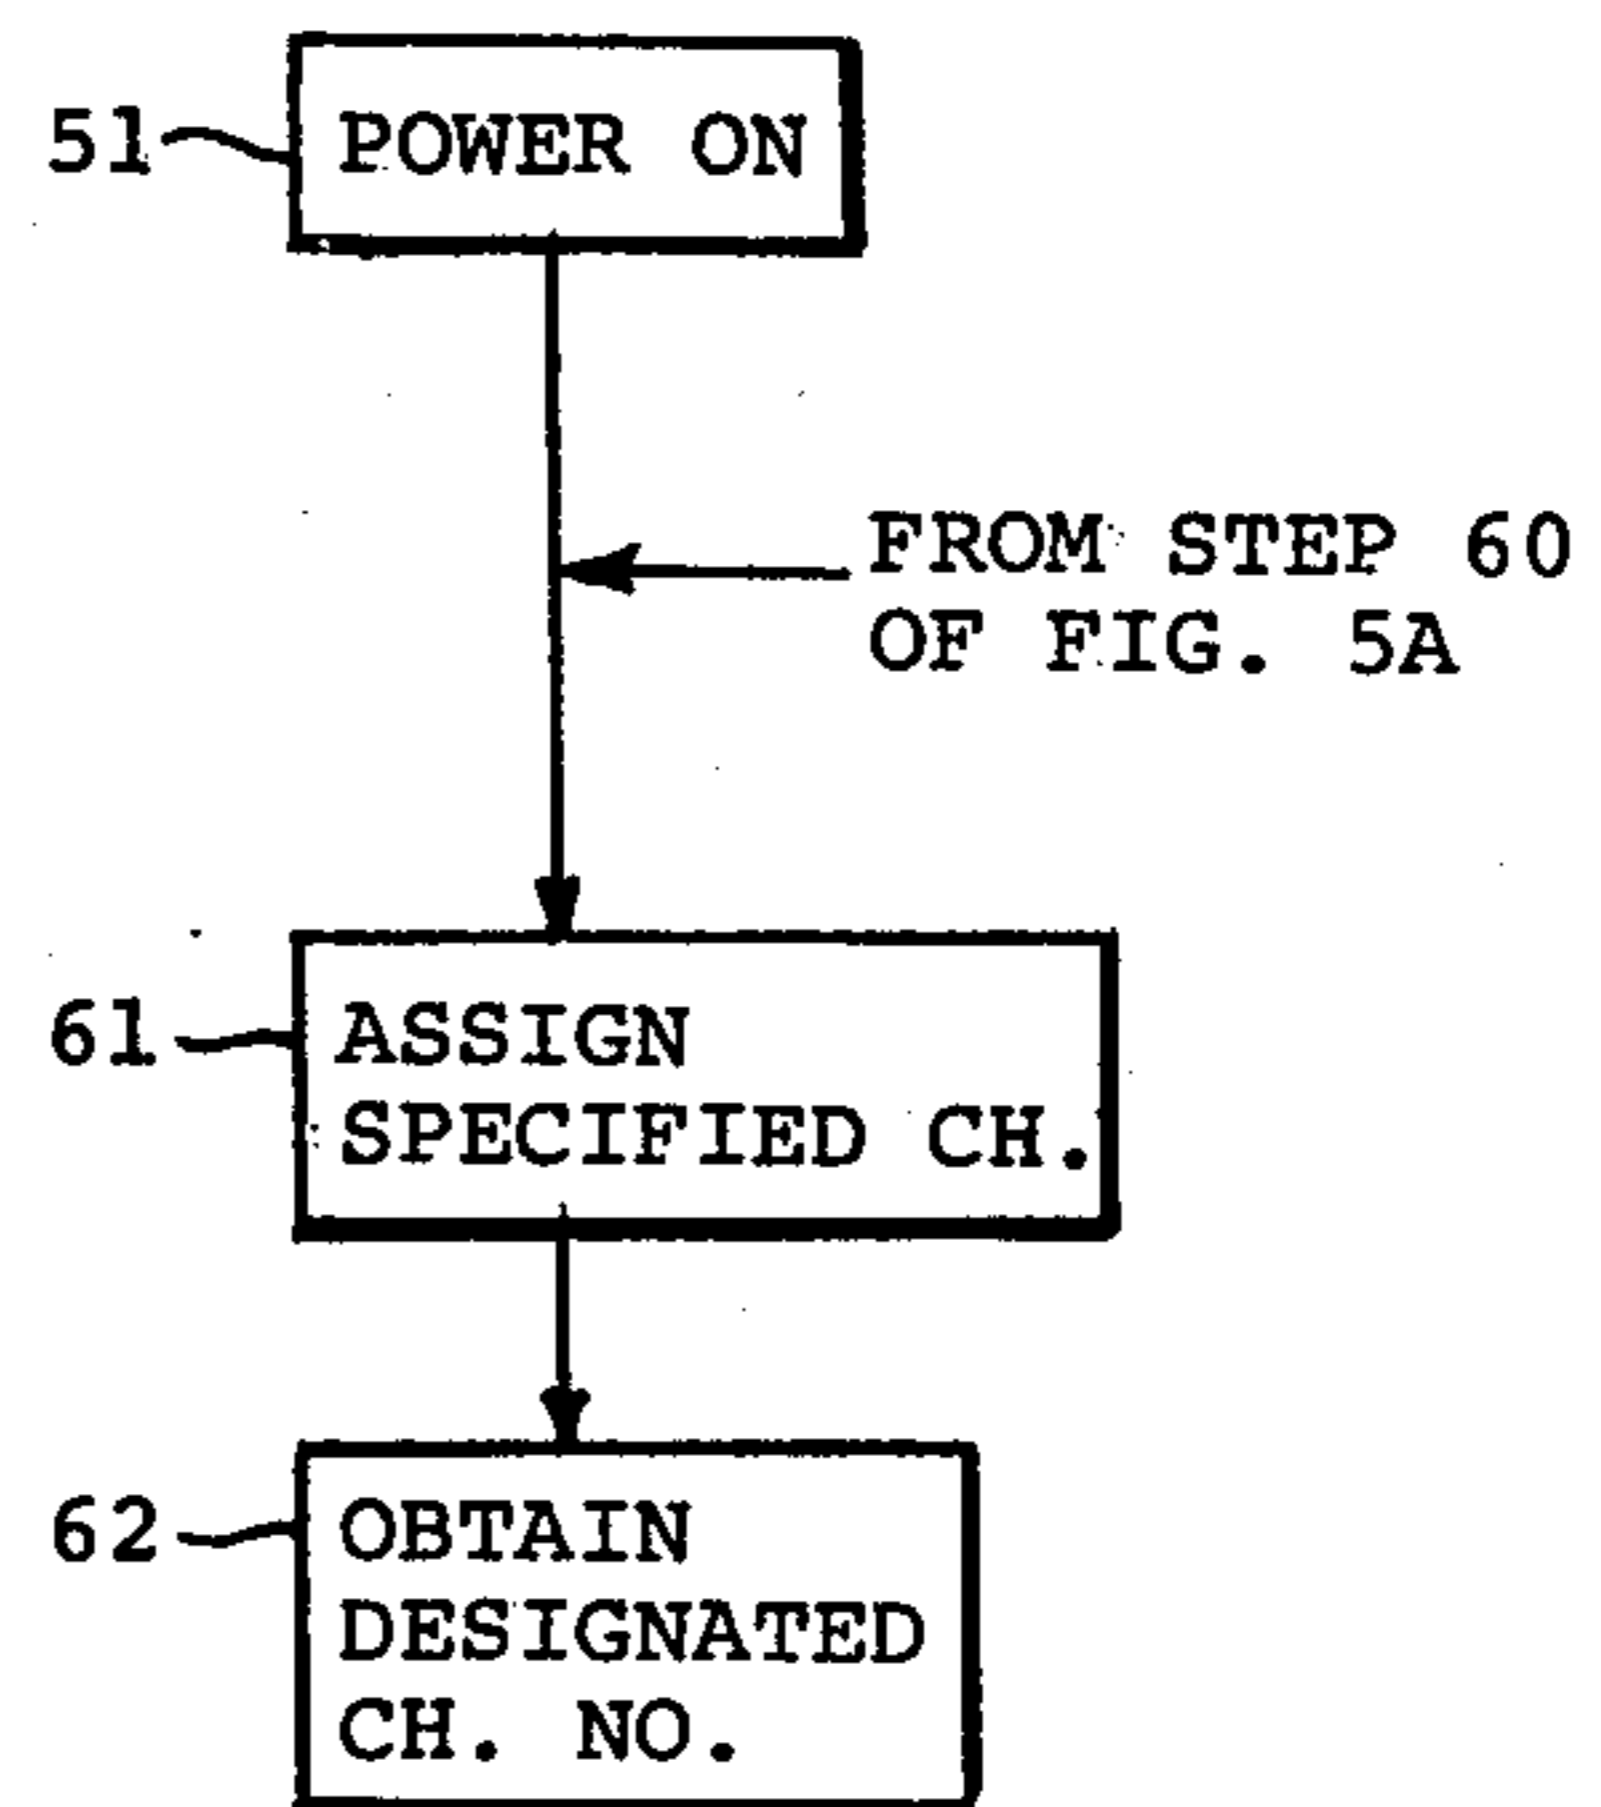 51 POWER ON
FROM STEP 60
OF FIG. 5A
61 ASSIGN
SPECIFIED CH.
62 OBTAIN
DESIGNATED
CH. NO.